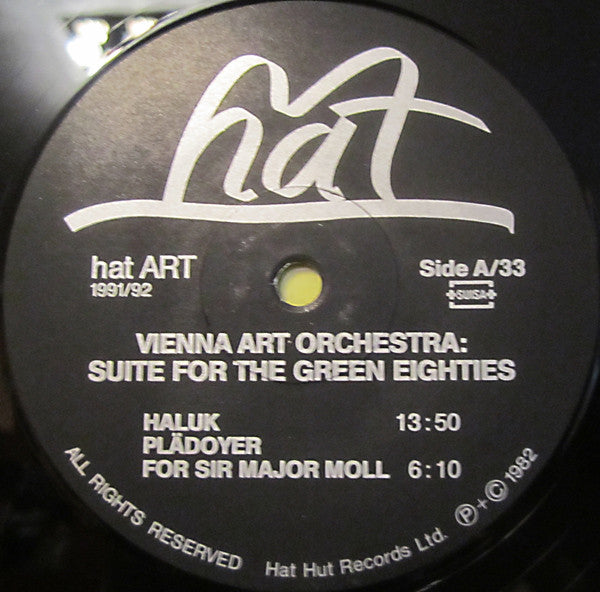 hat
hat ART
1991/92
Side A/33
+SUISA+
VIENNA ART ORCHESTRA:
SUITE FOR THE GREEN EIGHTIES
HALUK 13:50
PLÄDOYER
FOR SIR MAJOR MOLL 6:10
ALL RIGHTS RESERVED
Hat Hut Records Ltd. Ⓟ+© 1982